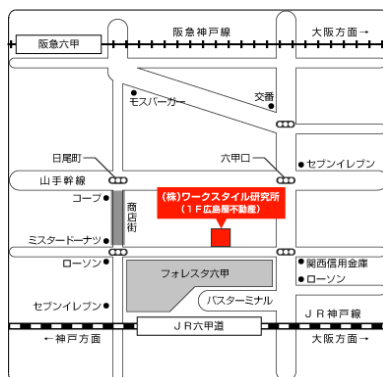 阪急神戸線
大阪方面→
阪急六甲
モスバーガー
交番
日尾町
六甲口
セブンイレブン
山手幹線
(株)ワークスタイル研究所
(1F広島屋不動産)
コープ
商店街
ミスタードーナツ
ローソン
フォレスタ六甲
関西信用金庫
ローソン
バスターミナル
セブンイレブン
JR神戸線
JR六甲道
←神戸方面
大阪方面→